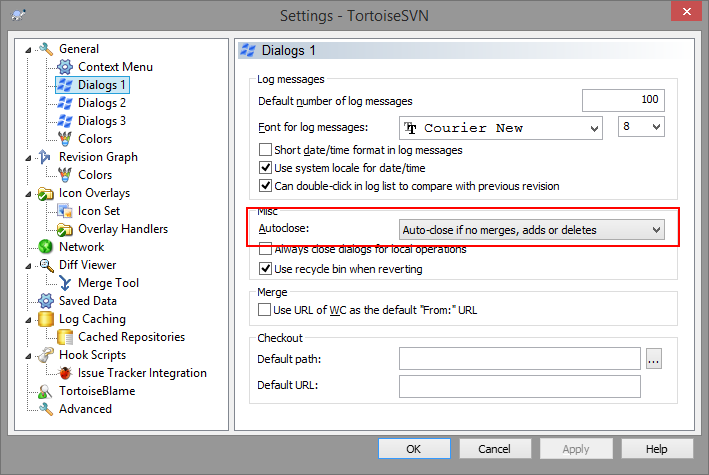 Settings - TortoiseSVN
General
Context Menu
Dialogs 1
Dialogs 2
Dialogs 3
Colors
Revision Graph
Colors
Icon Overlays
Icon Set
Overlay Handlers
Network
Diff Viewer
Merge Tool
Saved Data
Log Caching
Cached Repositories
Hook Scripts
Issue Tracker Integration
TortoiseBlame
Advanced
Dialogs 1
Log messages
Default number of log messages 100
Font for log messages: Courier New 8
Short date/time format in log messages
Use system locale for date/time
Can double-click in log list to compare with previous revision
Misc
Autoclose: Auto-close if no merges, adds or deletes
Always close dialogs for local operations
Use recycle bin when reverting
Merge
Use URL of WC as the default "From:" URL
Checkout
Default path: ...
Default URL:
OK Cancel Apply Help